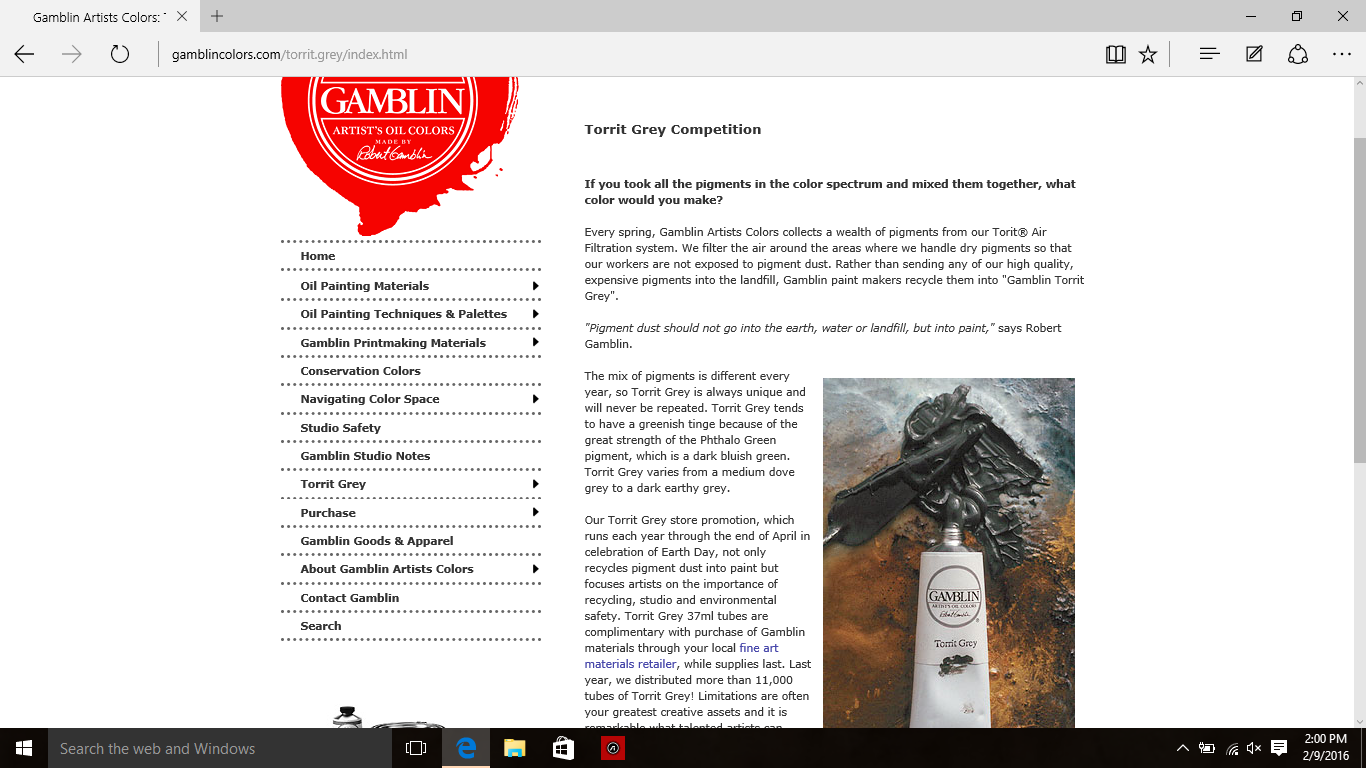 Gamblin Artists Colors:
gamblincolors.com/torrit.grey/index.html
GAMBLIN
ARTIST'S OIL COLORS
MADE BY
Robert Gamblin
Home
Oil Painting Materials
Oil Painting Techniques & Palettes
Gamblin Printmaking Materials
Conservation Colors
Navigating Color Space
Studio Safety
Gamblin Studio Notes
Torrit Grey
Purchase
Gamblin Goods & Apparel
About Gamblin Artists Colors
Contact Gamblin
Search
Torrit Grey Competition
If you took all the pigments in the color spectrum and mixed them together, what
color would you make?
Every spring, Gamblin Artists Colors collects a wealth of pigments from our Torit® Air
Filtration system. We filter the air around the areas where we handle dry pigments so that
our workers are not exposed to pigment dust. Rather than sending any of our high quality,
expensive pigments into the landfill, Gamblin paint makers recycle them into "Gamblin Torrit
Grey".
"Pigment dust should not go into the earth, water or landfill, but into paint," says Robert
Gamblin.
The mix of pigments is different every
year, so Torrit Grey is always unique and
will never be repeated. Torrit Grey tends
to have a greenish tinge because of the
great strength of the Phthalo Green
pigment, which is a dark bluish green.
Torrit Grey varies from a medium dove
grey to a dark earthy grey.
Our Torrit Grey store promotion, which
runs each year through the end of April in
celebration of Earth Day, not only
recycles pigment dust into paint but
focuses artists on the importance of
recycling, studio and environmental
safety. Torrit Grey 37ml tubes are
complimentary with purchase of Gamblin
materials through your local fine art
materials retailer, while supplies last. Last
year, we distributed more than 11,000
tubes of Torrit Grey! Limitations are often
your greatest creative assets and it is
remarkable what talented artists can
GAMBLIN
ARTIST'S OIL COLORS
Robert Gamblin
®
Torrit Grey
Search the web and Windows
2:00 PM
2/9/2016